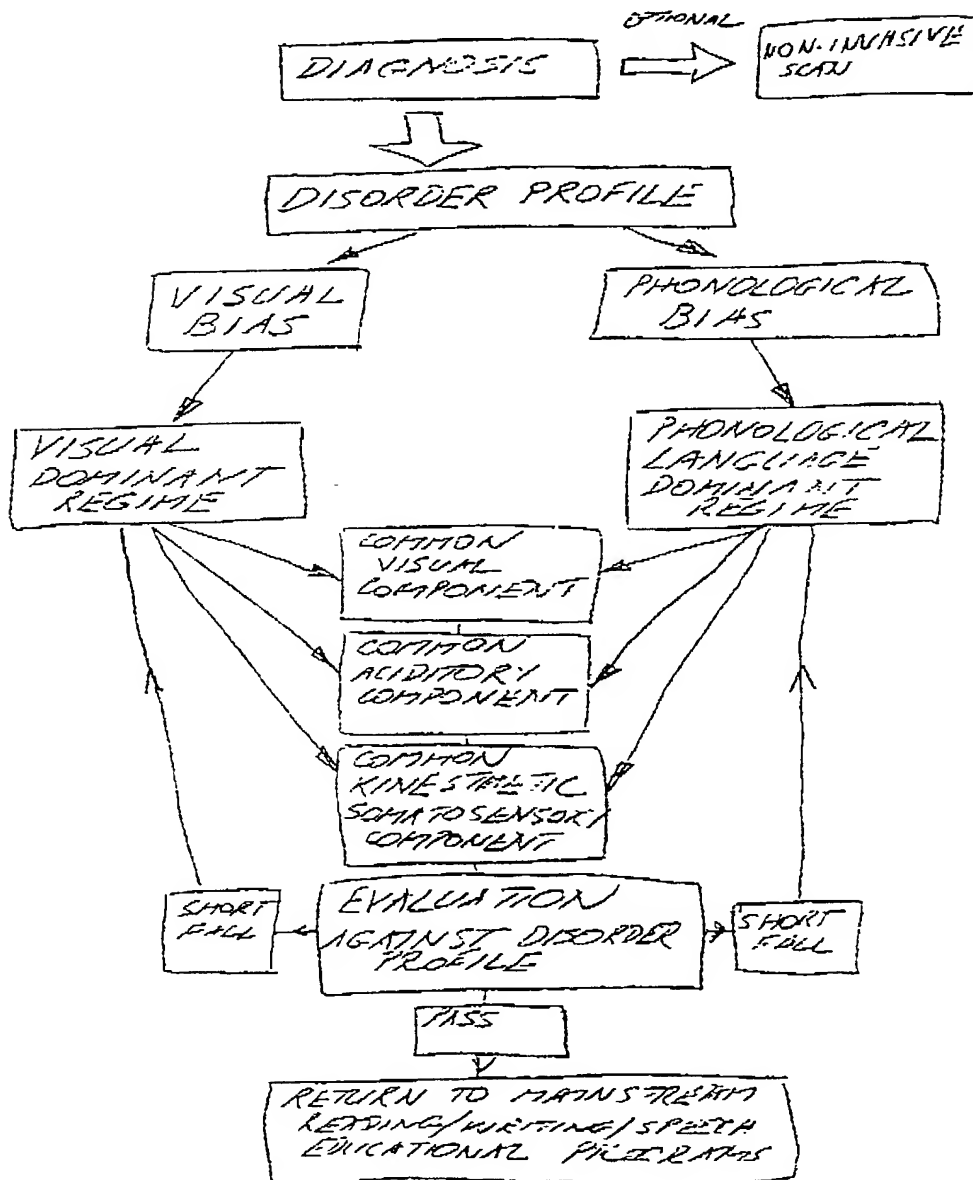 OPTIONAL
DIAGNOSIS
NON-INVASIVE
SCAN
DISORDER PROFILE
VISUAL
BIAS
PHONOLOGICAL
BIAS
VISUAL
DOMINANT
REGIME
PHONOLOGICAL
LANGUAGE
DOMINANT
REGIME
COMMON
VISUAL
COMPONENT
COMMON
AUDITORY
COMPONENT
COMMON
KINESTHETIC
SOMATOSENSORY
COMPONENT
SHORT
FALL
EVALUATION
AGAINST DISORDER
PROFILE
SHORT
FALL
PASS
RETURN TO MAINSTREAM
READING/WRITING/SPEECH
EDUCATIONAL PROGRAMS